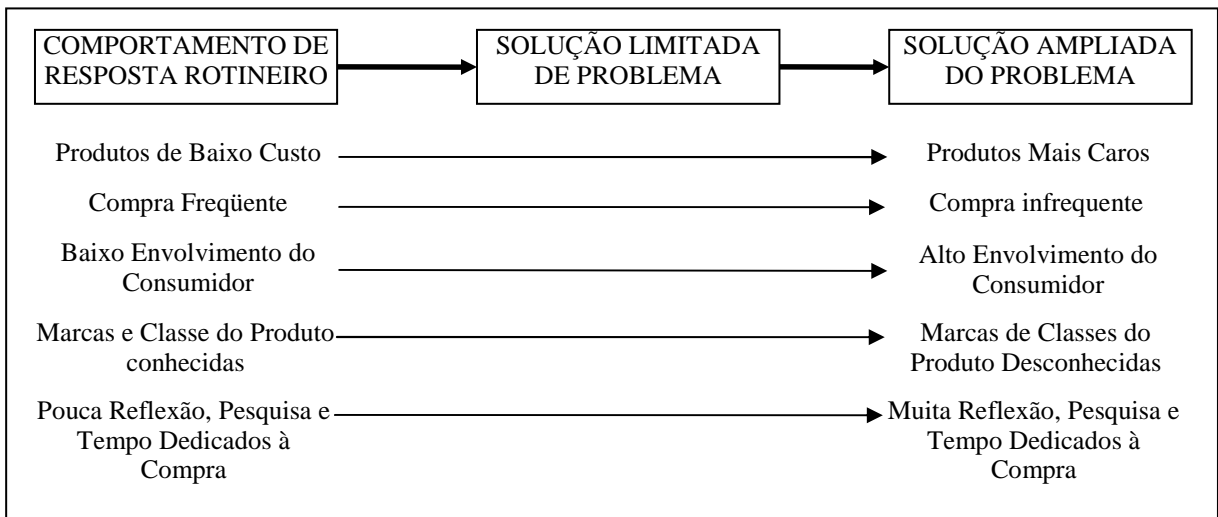 COMPORTAMENTO DE
RESPOSTA ROTINEIRO
SOLUÇÃO LIMITADA
DE PROBLEMA
SOLUÇÃO AMPLIADA
DO PROBLEMA
Produtos de Baixo Custo
Produtos Mais Caros
Compra Freqüente
Compra infrequente
Baixo Envolvimento do
Consumidor
Alto Envolvimento do
Consumidor
Marcas e Classe do Produto
conhecidas
Marcas de Classes do
Produto Desconhecidas
Pouca Reflexão, Pesquisa e
Tempo Dedicados à
Compra
Muita Reflexão, Pesquisa e
Tempo Dedicados à
Compra